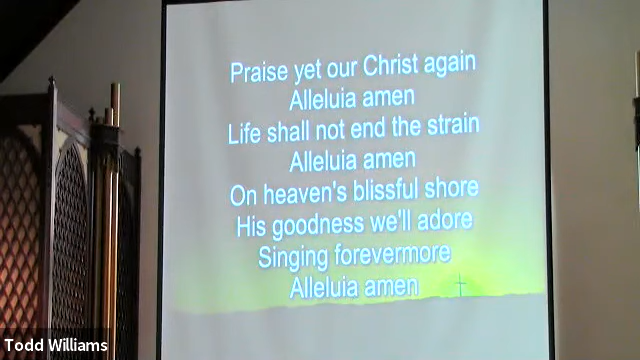 Praise yet our Christ again
Alleluia amen
Life shall not end the strain
Alleluia amen
On heaven's blissful shore
His goodness we'll adore
Singing forevermore
Alleluia amen
Todd Williams